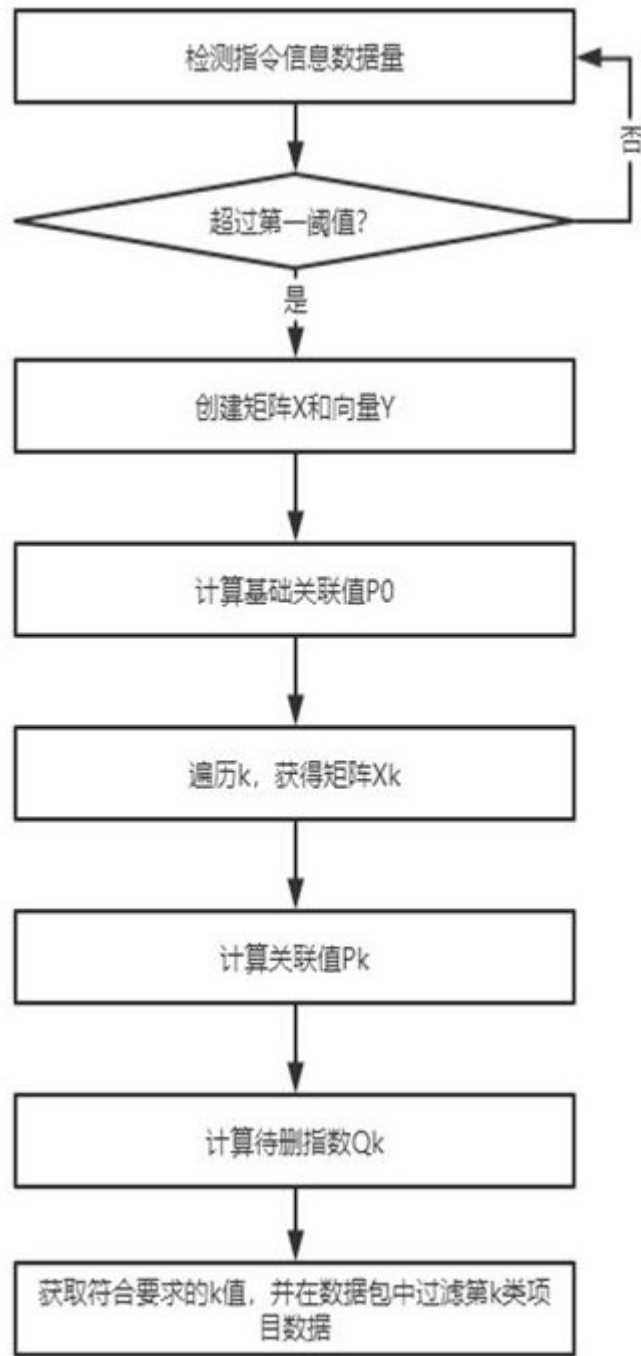 检测指令信息数据量
否
超过第一阈值?
是
创建矩阵X和向量Y
计算基础关联值P0
遍历k，获得矩阵Xk
计算关联值Pk
计算待删指数Qk
获取符合要求的k值，并在数据包中过滤第k类项
目数据